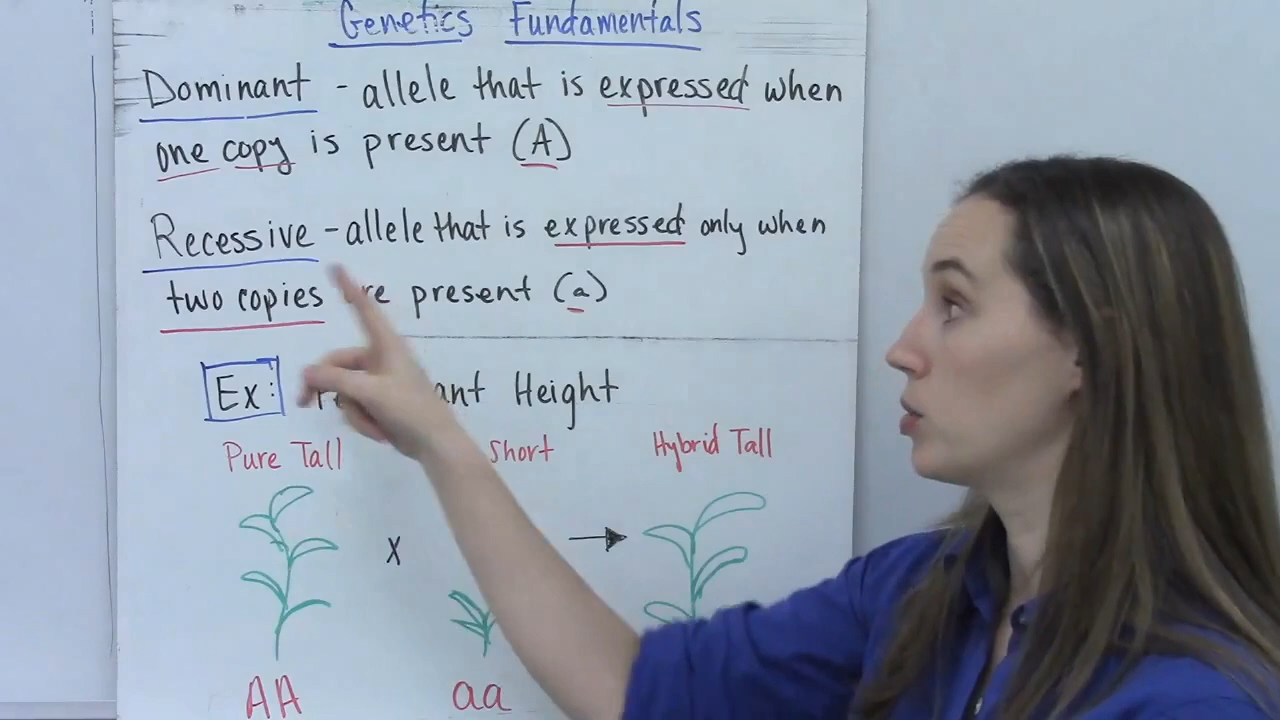 Genetics Fundamentals
Dominant - allele that is expressed when
one copy is present (A)
Recessive - allele that is expressed only when
two copies are present (a)
Ex: Height
Pure Tall Short Hybrid Tall
X
AA aa